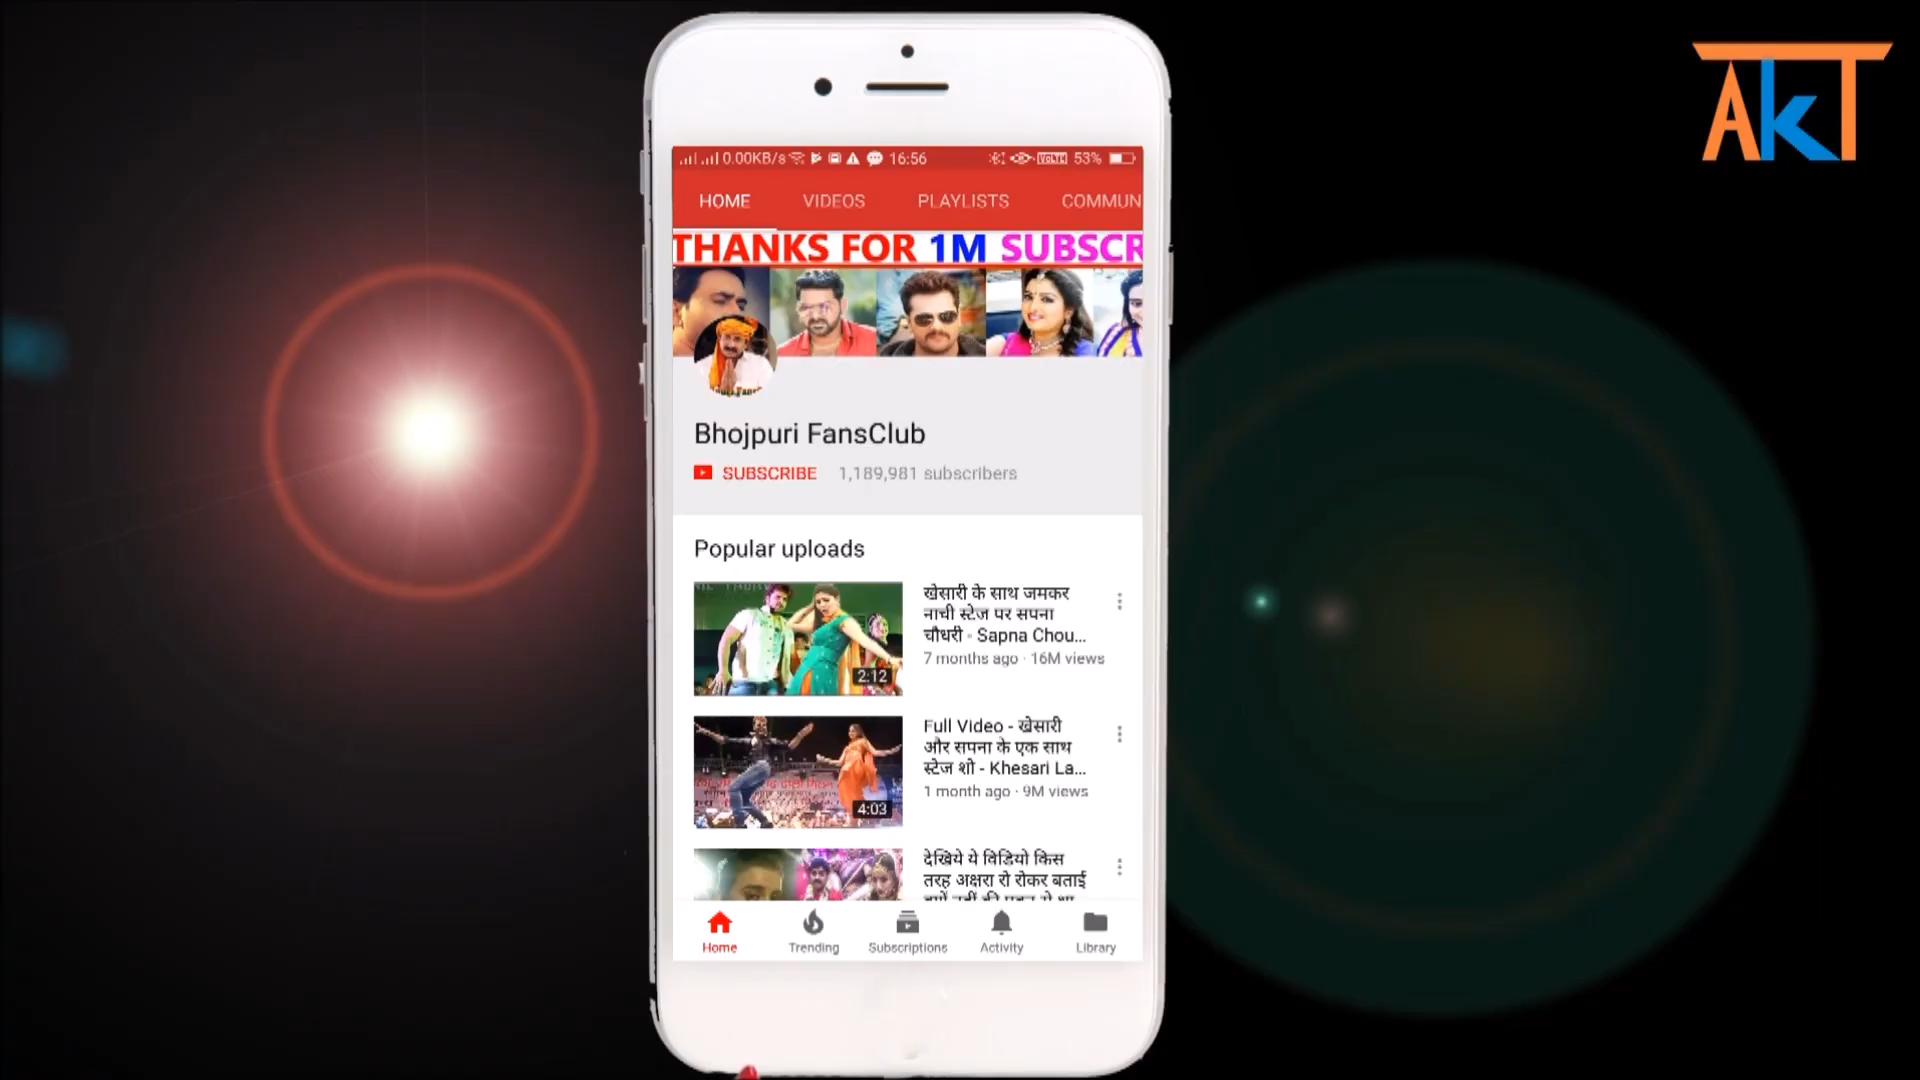 AKT
0.00KB/s 16:56 VoLTE 53%
HOME VIDEOS PLAYLISTS COMMUN
THANKS FOR 1M SUBSCR
Bhojpuri FansClub
SUBSCRIBE 1,189,981 subscribers
Popular uploads
खेसारी के साथ जमकर
नाची स्टेज पर सपना
चौधरी - Sapna Chou...
7 months ago · 16M views
2:12
Full Video - खेसारी
और सपना के एक साथ
स्टेज शो - Khesari La...
1 month ago · 9M views
4:03
देखिये ये विडियो किस
तरह अक्षरा रो रोकर बताई
Home Trending Subscriptions Activity Library